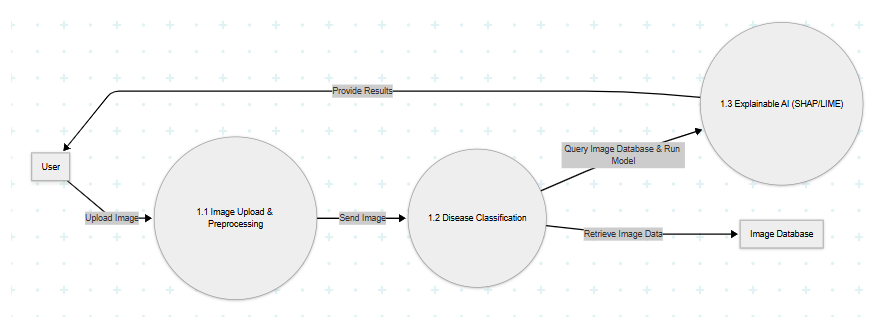 1.3 Explainable AI (SHAP/LIME)
Provide Results
Query Image Database & Run
Model
User
1.1 Image Upload &
Preprocessing
Upload Image
Send Image
1.2 Disease Classification
Retrieve Image Data
Image Database